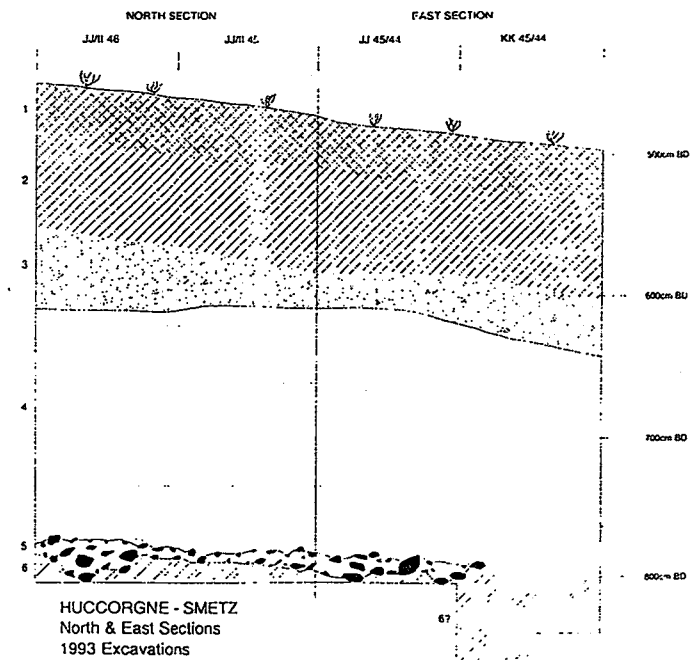 NORTH SECTION
EAST SECTION
JJ/II 46
JJ/II 45
JJ 45/44
KK 45/44
1
500cm BD
2
3
600cm BD
4
700cm BD
5
6
800cm BD
6?
HUCCORGNE - SMETZ
North & East Sections
1993 Excavations